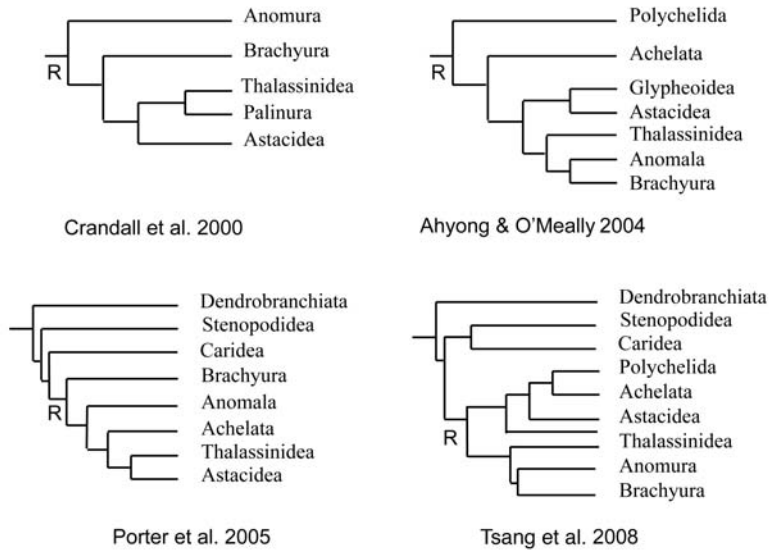 Anomura
Brachyura
Thalassinidea
Palinura
Astacidea
R
Crandall et al. 2000
Polychelida
Achelata
Glypheoidea
Astacidea
Thalassinidea
Anomala
Brachyura
R
Ahyong & O'Meally 2004
Dendrobranchiata
Stenopodidea
Caridea
Brachyura
Anomala
Achelata
Thalassinidea
Astacidea
R
Porter et al. 2005
Dendrobranchiata
Stenopodidea
Caridea
Polychelida
Achelata
Astacidea
Thalassinidea
Anomura
Brachyura
R
Tsang et al. 2008